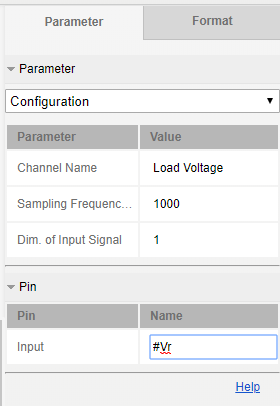 Parameter Format
Parameter
Configuration
Parameter Value
Channel Name Load Voltage
Sampling Frequenc... 1000
Dim. of Input Signal 1
Pin
Pin Name
Input #Vr
Help